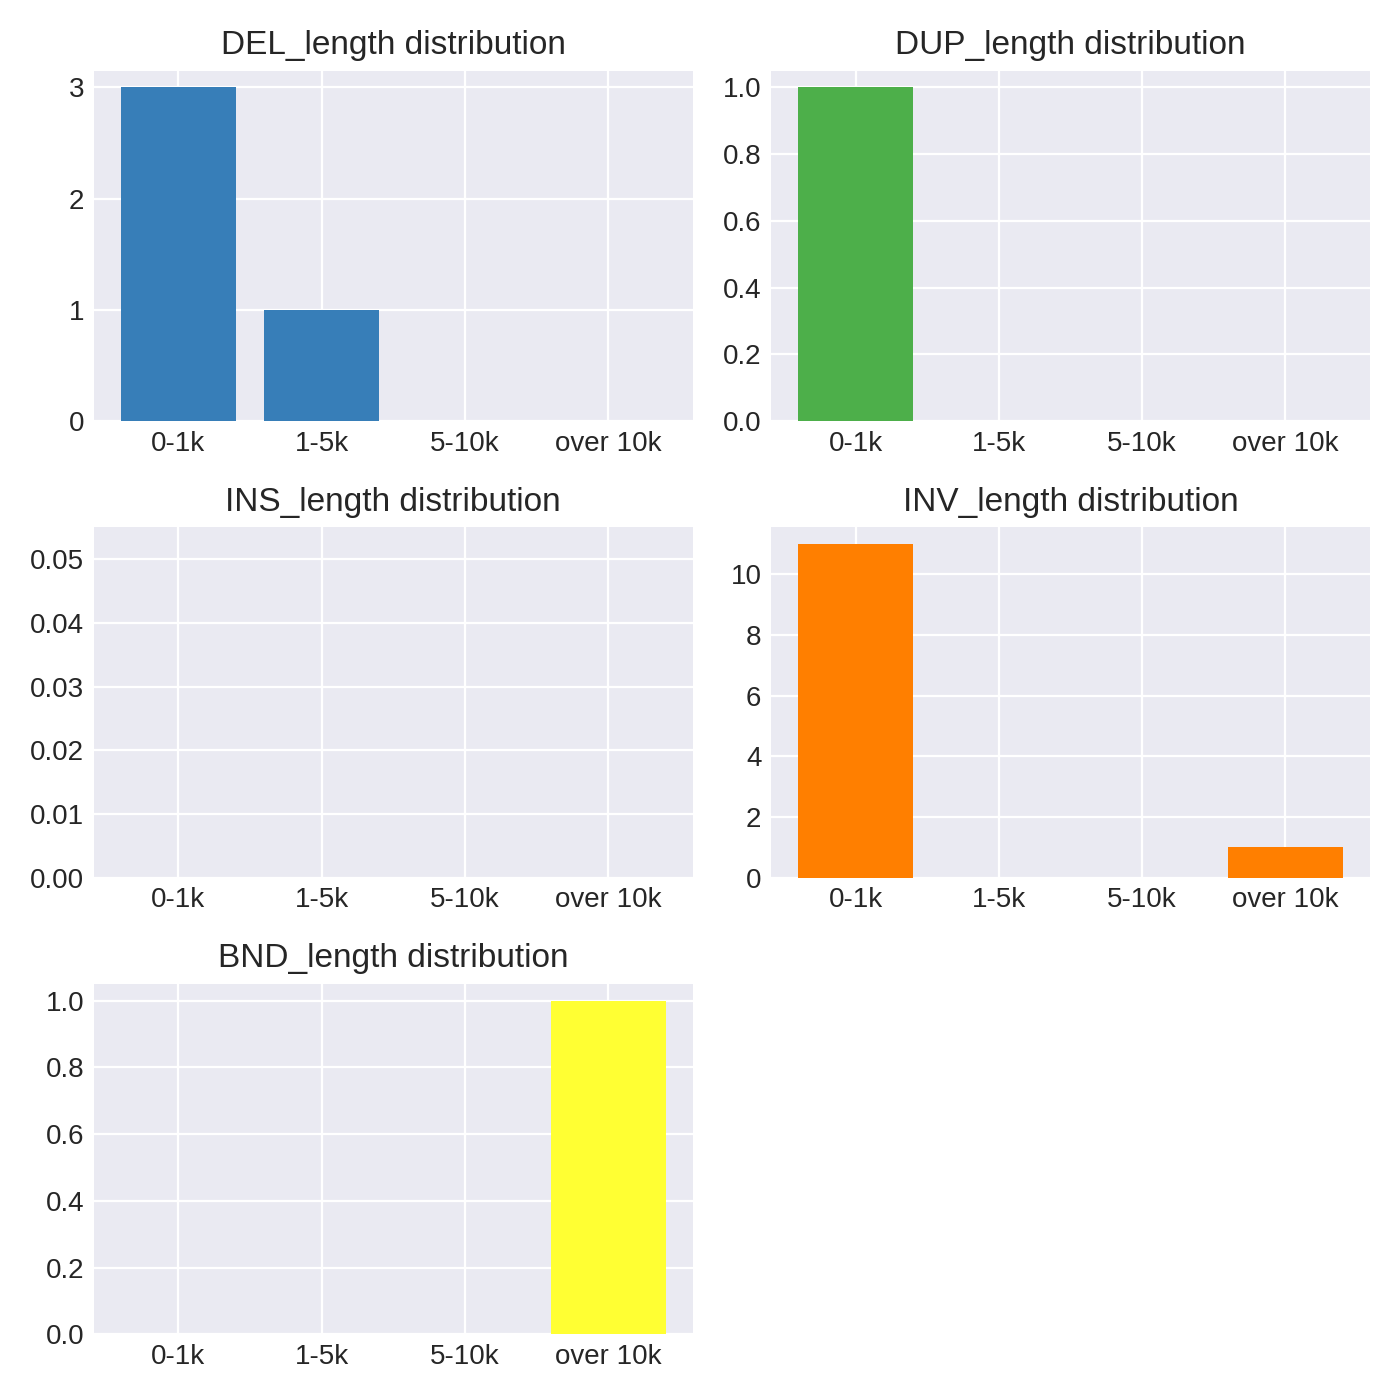 DEL_length distribution
3
2
1
0
0-1k 1-5k 5-10k over 10k
DUP_length distribution
1.0
0.8
0.6
0.4
0.2
0.0
0-1k 1-5k 5-10k over 10k
INS_length distribution
0.05
0.04
0.03
0.02
0.01
0.00
0-1k 1-5k 5-10k over 10k
INV_length distribution
10
8
6
4
2
0
0-1k 1-5k 5-10k over 10k
BND_length distribution
1.0
0.8
0.6
0.4
0.2
0.0
0-1k 1-5k 5-10k over 10k